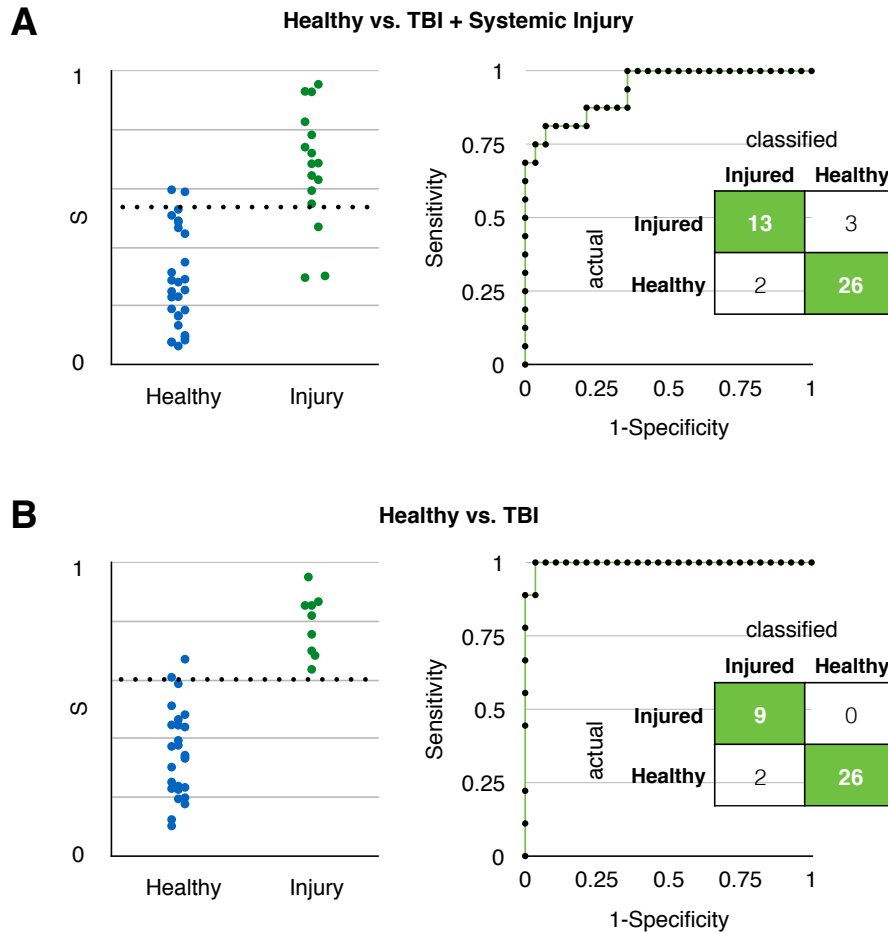 A
Healthy vs. TBI + Systemic Injury
1
S
0
Healthy
Injury
Sensitivity
1
0.75
0.5
0.25
0
0
0.25
0.5
0.75
1
1-Specificity
classified
Injured Healthy
actual
Injured 13 3
Healthy 2 26
B
Healthy vs. TBI
1
S
0
Healthy
Injury
Sensitivity
1
0.75
0.5
0.25
0
0
0.25
0.5
0.75
1
1-Specificity
classified
Injured Healthy
actual
Injured 9 0
Healthy 2 26